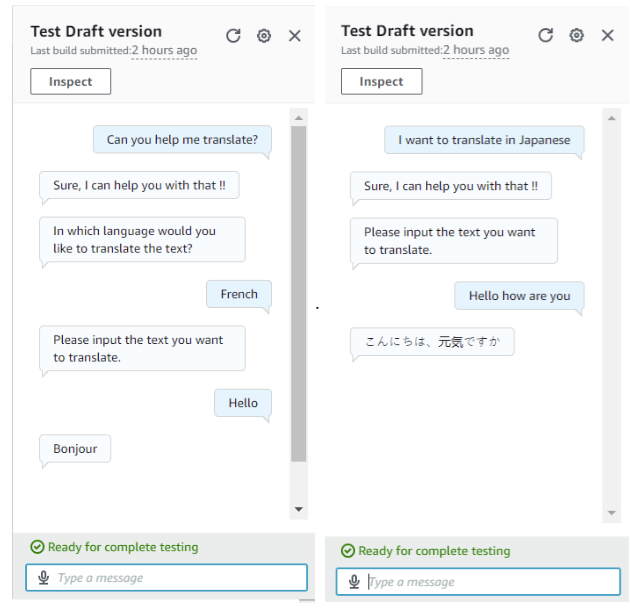 Test Draft version
Last build submitted:2 hours ago
Inspect
Can you help me translate?
Sure, I can help you with that !!
In which language would you
like to translate the text?
French
Please input the text you want
to translate.
Hello
Bonjour
Ready for complete testing
Type a message
Test Draft version
Last build submitted:2 hours ago
Inspect
I want to translate in Japanese
Sure, I can help you with that !!
Please input the text you want
to translate.
Hello how are you
こんにちは、元気ですか
Ready for complete testing
Type a message